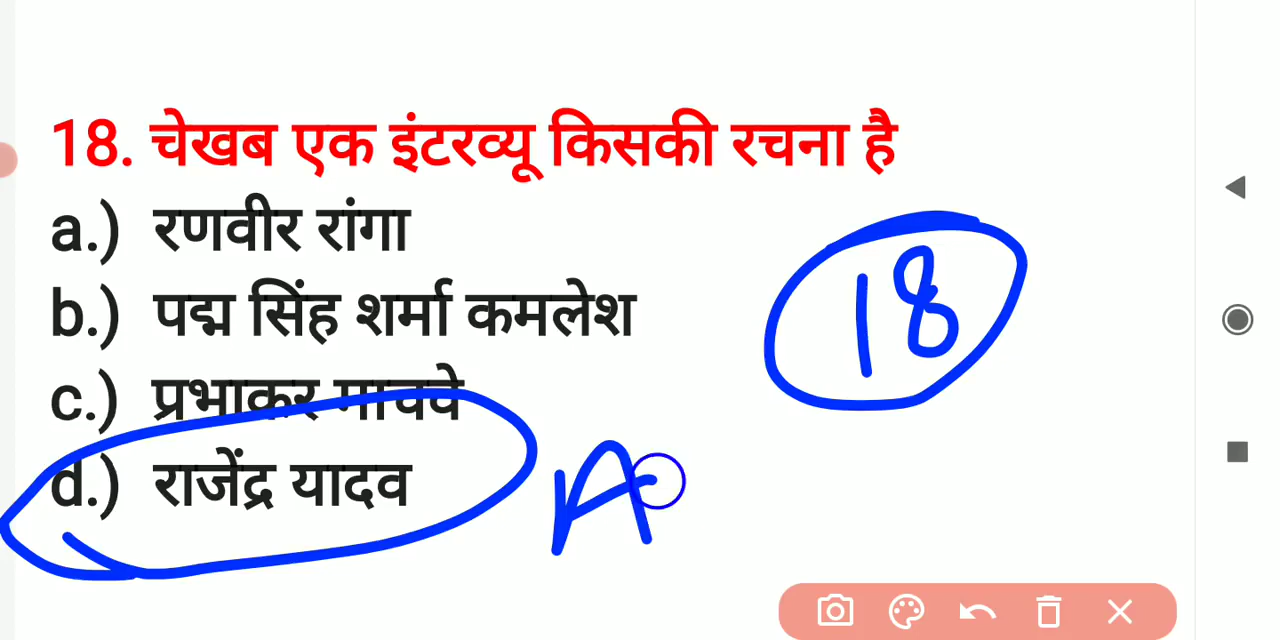 18. चेखब एक इंटरव्यू किसकी रचना है
a.) रणवीर रांगा
b.) पद्म सिंह शर्मा कमलेश
c.) प्रभाकर माचवे
d.) राजेंद्र यादव
18
A